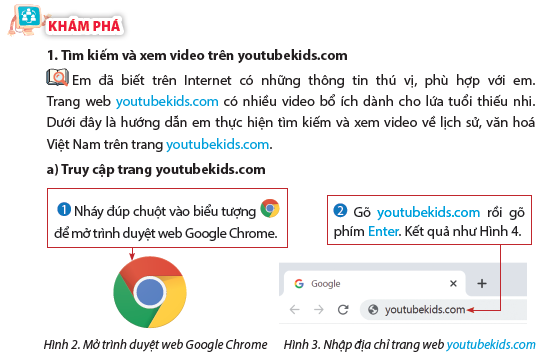 KHÁM PHÁ
1. Tìm kiếm và xem video trên youtubekids.com
Em đã biết trên Internet có những thông tin thú vị, phù hợp với em.
Trang web youtubekids.com có nhiều video bổ ích dành cho lứa tuổi thiếu nhi.
Dưới đây là hướng dẫn em thực hiện tìm kiếm và xem video về lịch sử, văn hoá
Việt Nam trên trang youtubekids.com.
a) Truy cập trang youtubekids.com
1 Nháy đúp chuột vào biểu tượng
để mở trình duyệt web Google Chrome.
2 Gõ youtubekids.com rồi gõ
phím Enter. Kết quả như Hình 4.
Google
youtubekids.com
Hình 2. Mở trình duyệt web Google Chrome
Hình 3. Nhập địa chỉ trang web youtubekids.com